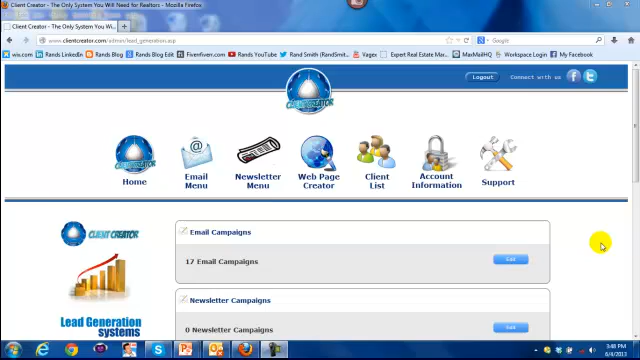 Client Creator - The Only System You Will Need for Realtors - Mozilla Firefox
Client Creator - The Only System You Wi...
www.clientcreator.com/admin/lead_generation.asp
Google
wix.com
Rands LinkedIn
Rands Blog
Rands Blog Edit
Fiverrfiverr.com
Rands YouTube
Rand Smith (RandSmit...
Vagex
Expert Real Estate Mar...
MaxMailHQ
Workspace Login
My Facebook
CLIENT CREATOR
Logout
Connect with us
Home
Email Menu
Newsletter Menu
Web Page Creator
Client List
Account Information
Support
CLIENT CREATOR
Lead Generation
systems
Email Campaigns
17 Email Campaigns
Edit
Newsletter Campaigns
0 Newsletter Campaigns
Edit
3:48 PM
6/4/2013